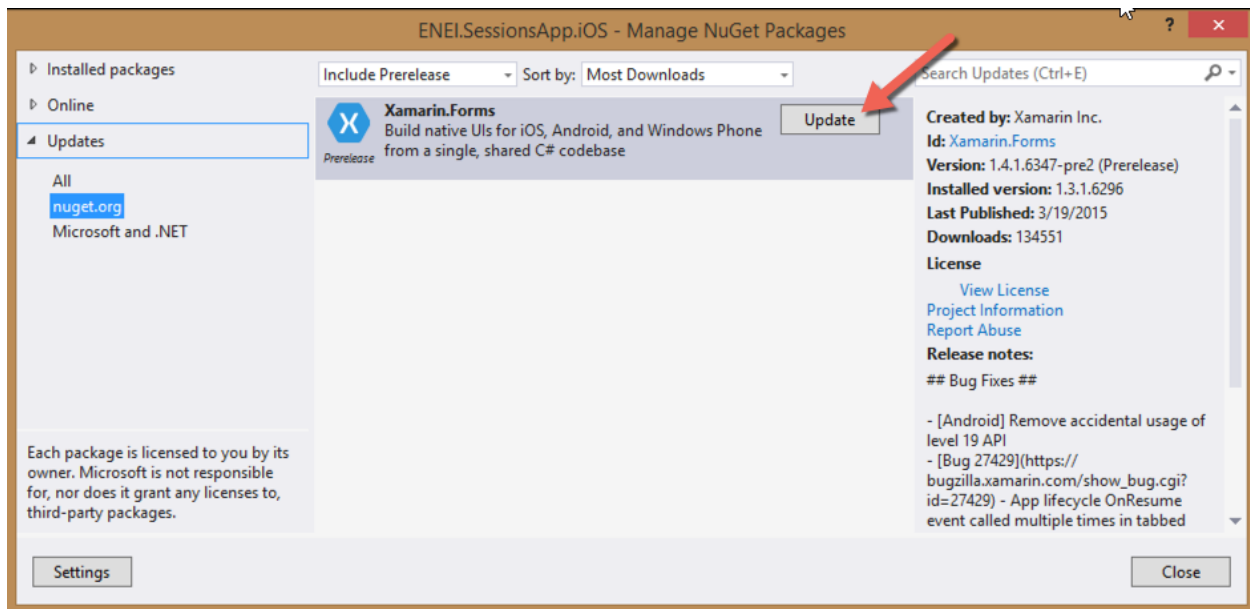 ENEI.SessionsApp.iOS - Manage NuGet Packages
?
Installed packages
Online
Updates
All
nuget.org
Microsoft and .NET
Each package is licensed to you by its
owner. Microsoft is not responsible
for, nor does it grant any licenses to,
third-party packages.
Settings
Include Prerelease
Sort by: Most Downloads
Xamarin.Forms
Build native UIs for iOS, Android, and Windows Phone
from a single, shared C# codebase
Prerelease
Update
Search Updates (Ctrl+E)
Created by: Xamarin Inc.
Id: Xamarin.Forms
Version: 1.4.1.6347-pre2 (Prerelease)
Installed version: 1.3.1.6296
Last Published: 3/19/2015
Downloads: 134551
License
View License
Project Information
Report Abuse
Release notes:
## Bug Fixes ##
- [Android] Remove accidental usage of
level 19 API
- [Bug 27429](https://
bugzilla.xamarin.com/show_bug.cgi?
id=27429) - App lifecycle OnResume
event called multiple times in tabbed
Close